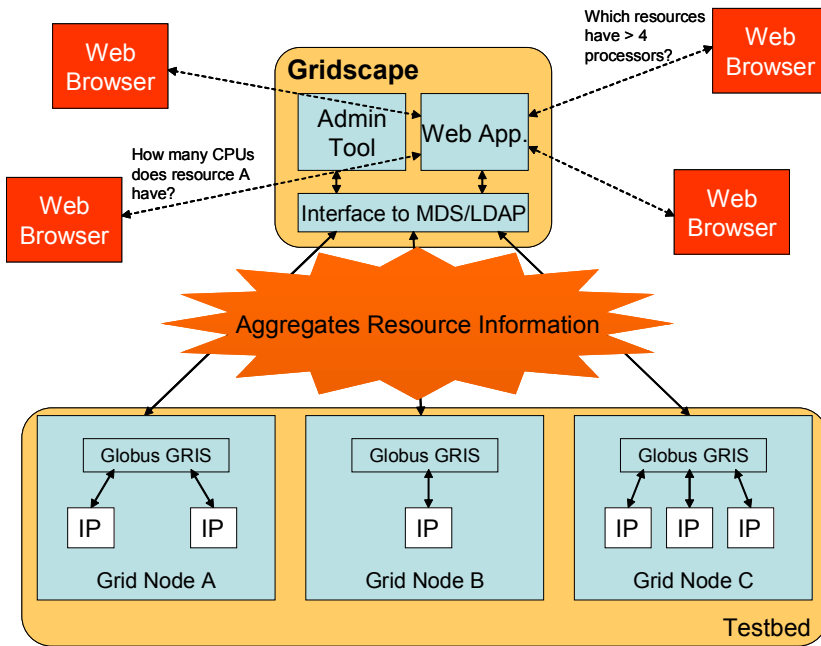 Web
Browser
Which resources
have > 4
processors?
Web
Browser
Gridscape
Admin
Tool
Web App.
How many CPUs
does resource A
have?
Web
Browser
Web
Browser
Interface to MDS/LDAP
Aggregates Resource Information
Globus GRIS
IP
IP
Grid Node A
Globus GRIS
IP
Grid Node B
Globus GRIS
IP
IP
IP
Grid Node C
Testbed